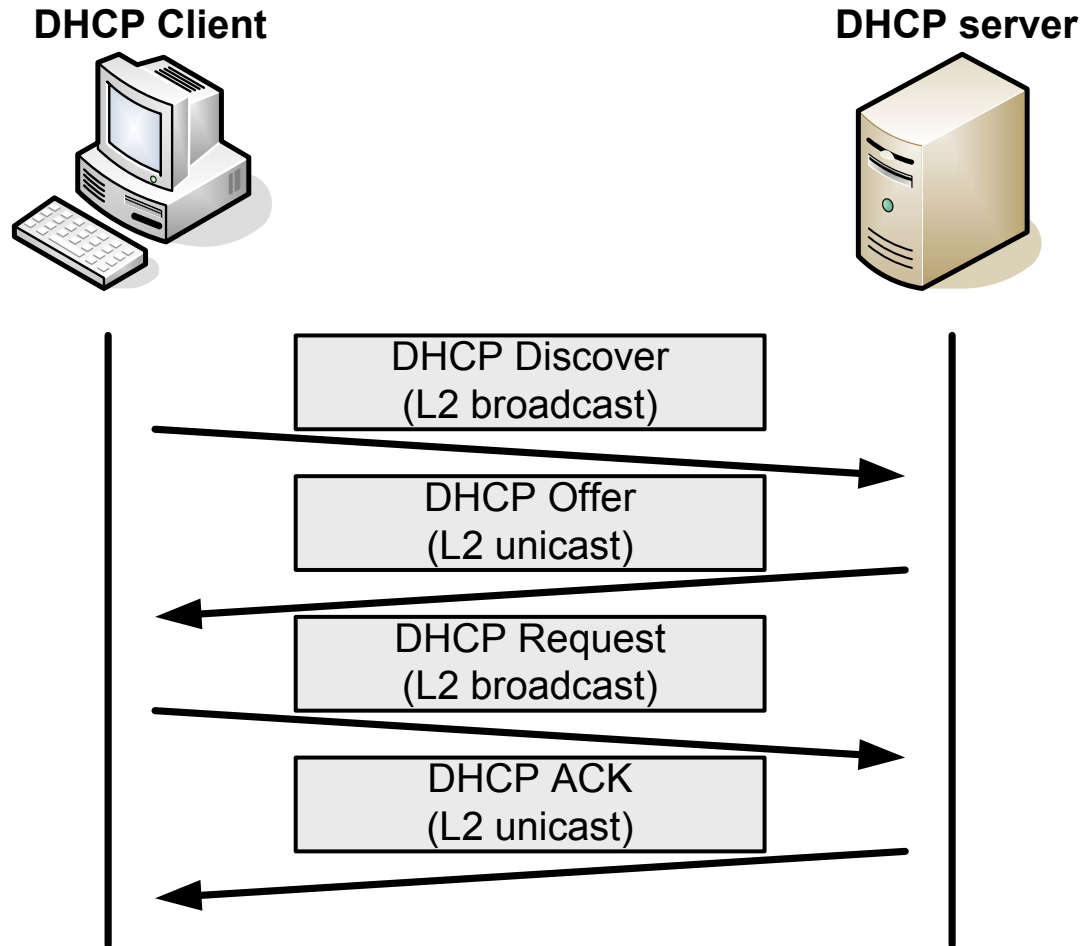 DHCP Client
DHCP server
DHCP Discover
(L2 broadcast)
DHCP Offer
(L2 unicast)
DHCP Request
(L2 broadcast)
DHCP ACK
(L2 unicast)